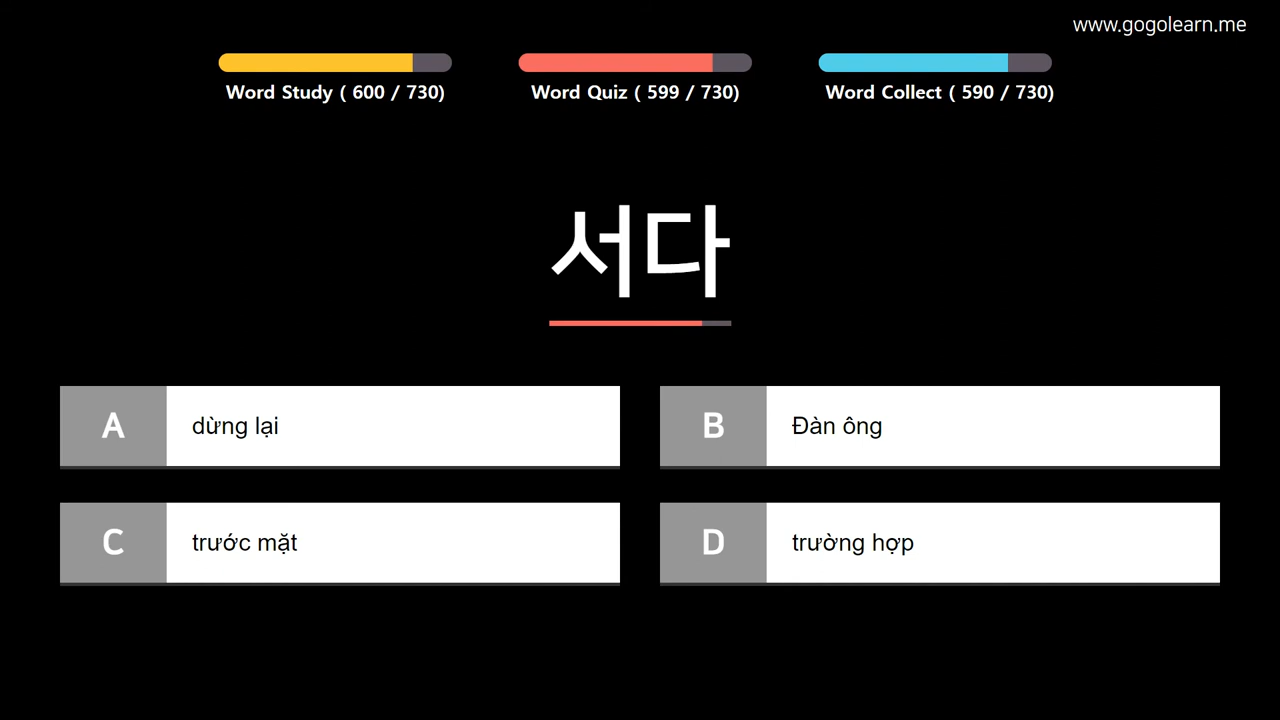 www.gogolearn.me
Word Study ( 600 / 730)
Word Quiz ( 599 / 730)
Word Collect ( 590 / 730)
서다
A dừng lại
B Đàn ông
C trước mặt
D trường hợp